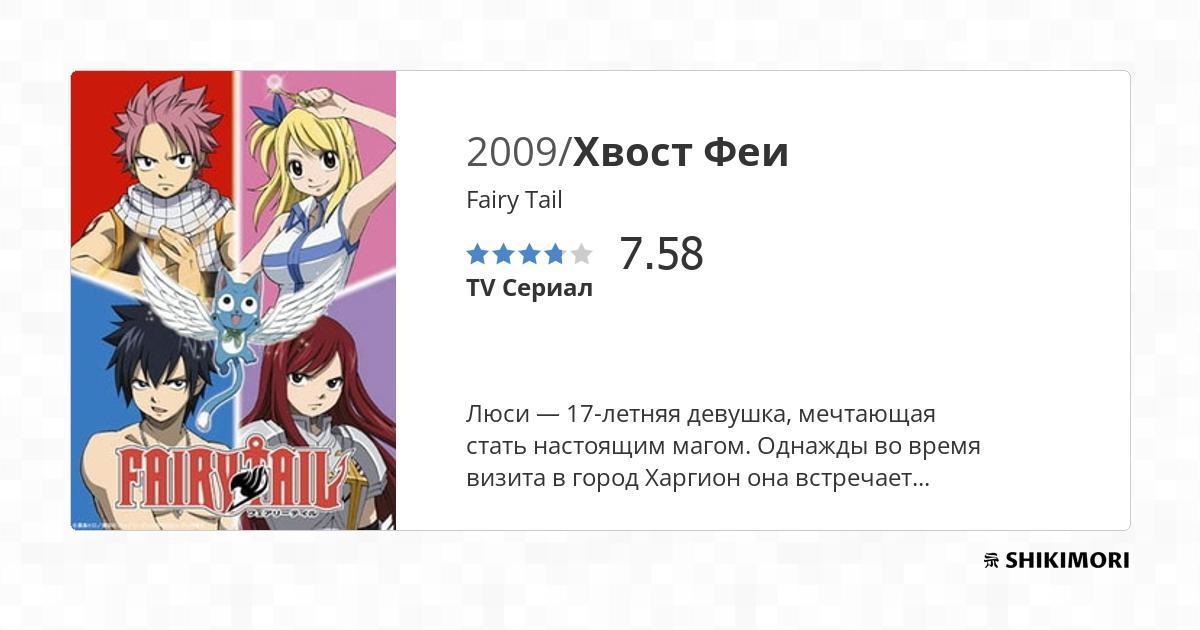 2009/Хвост Феи
Fairy Tail
7.58
TV Сериал
Люси — 17-летняя девушка, мечтающая
стать настоящим магом. Однажды во время
визита в город Харгион она встречает...
FAIRY TAIL
フェアリーテイル
SHIKIMORI